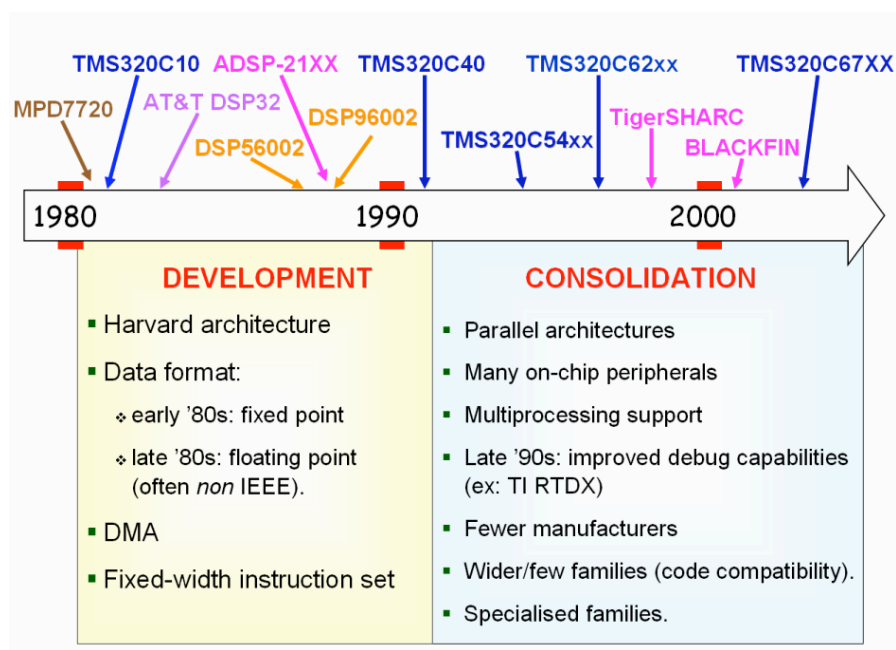 TMS320C10 ADSP-21XX TMS320C40 TMS320C62xx TMS320C67XX
MPD7720 AT&T DSP32 DSP96002 TigerSHARC
DSP56002 TMS320C54xx BLACKFIN
1980 1990 2000
DEVELOPMENT
Harvard architecture
Data format:
early '80s: fixed point
late '80s: floating point
(often non IEEE).
DMA
Fixed-width instruction set
CONSOLIDATION
Parallel architectures
Many on-chip peripherals
Multiprocessing support
Late '90s: improved debug capabilities
(ex: TI RTDX)
Fewer manufacturers
Wider/few families (code compatibility).
Specialised families.